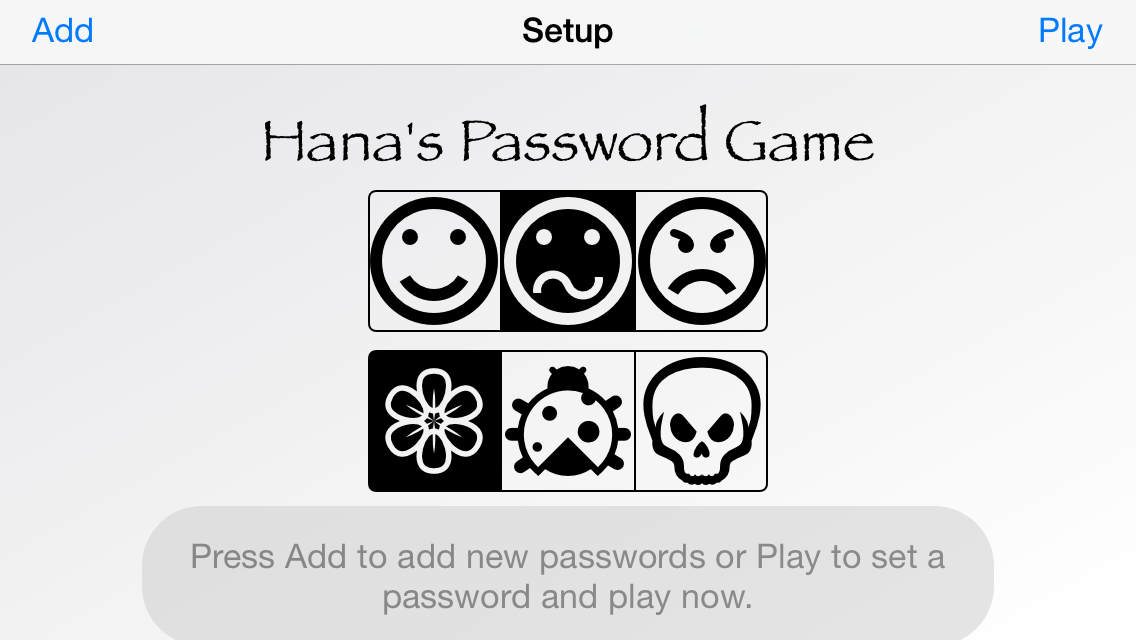 Add
Setup
Play
Hana's Password Game
Press Add to add new passwords or Play to set a
password and play now.